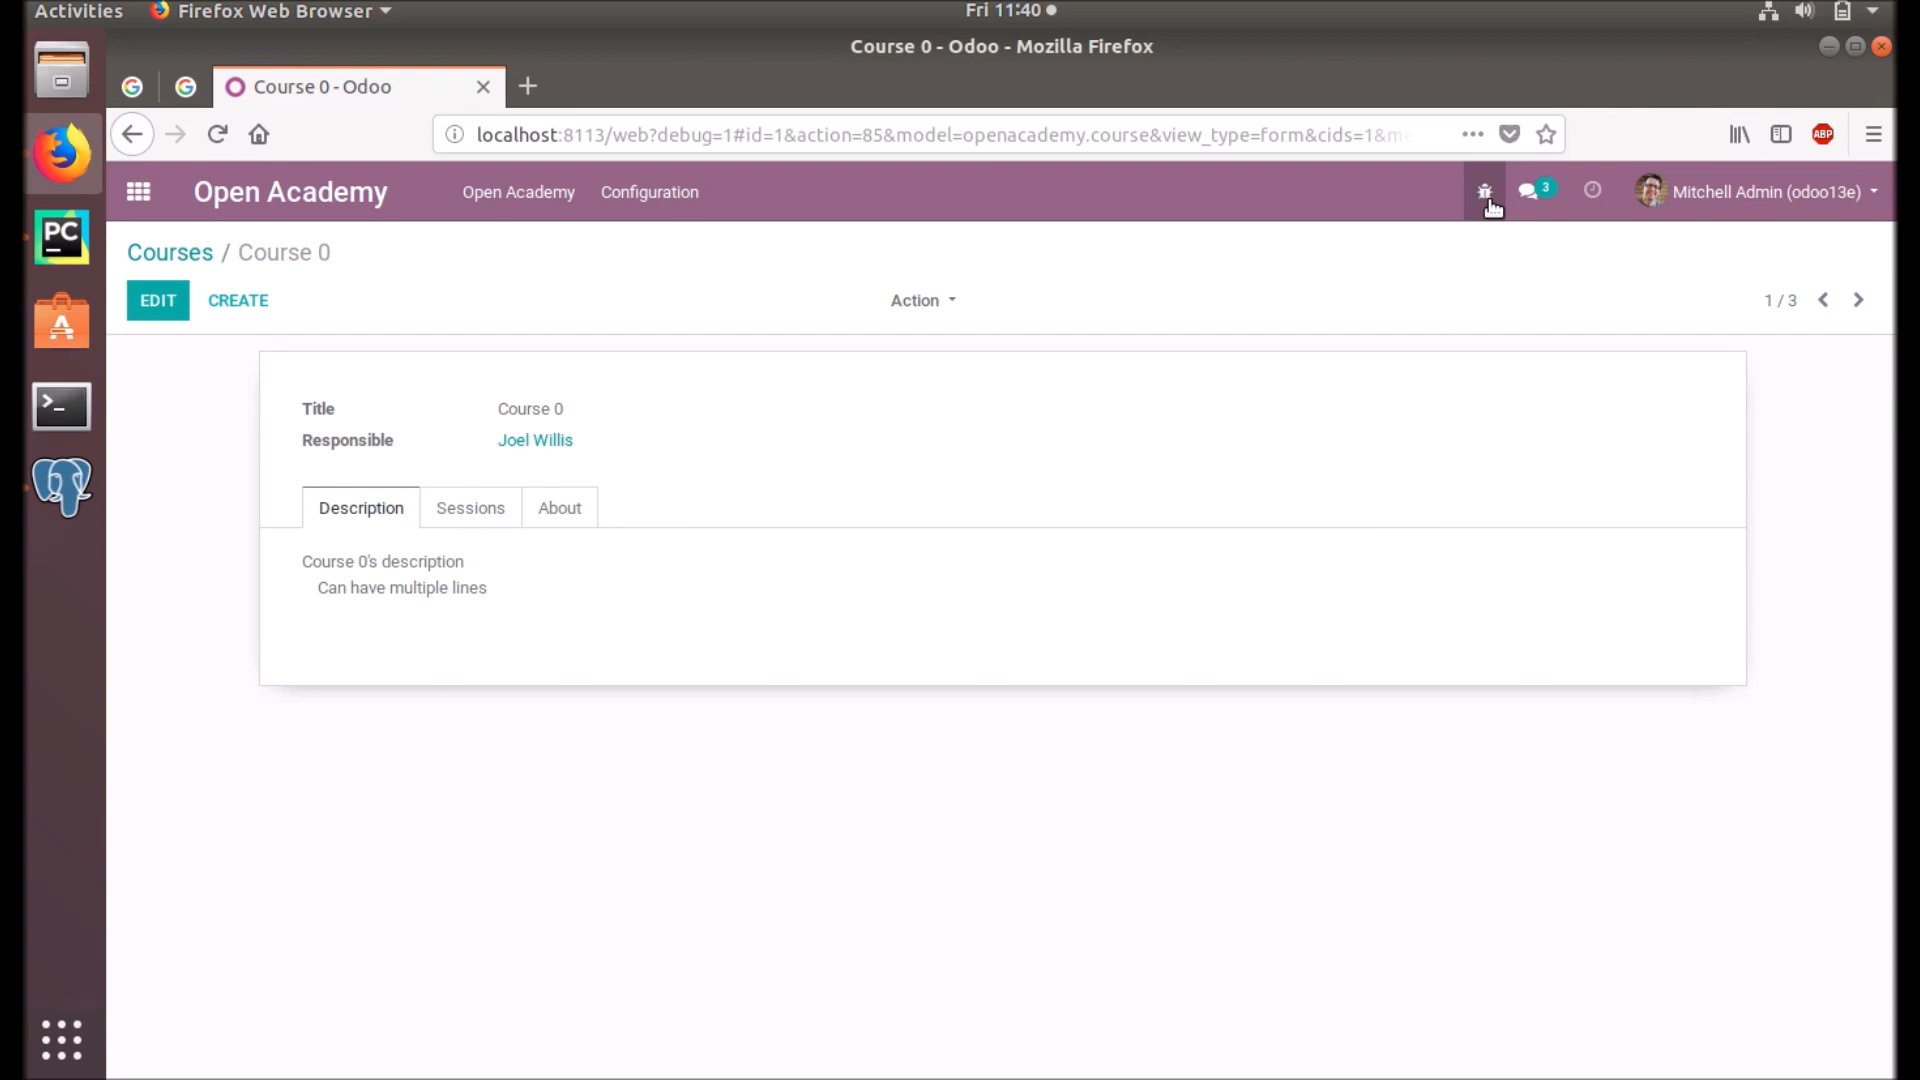 Activities Firefox Web Browser Fri 11:40
Course 0 - Odoo - Mozilla Firefox
Course 0 - Odoo
localhost:8113/web?debug=1#id=1&action=85&model=openacademy.course&view_type=form&cids=1&me
ABP
Open Academy Open Academy Configuration 3 Mitchell Admin (odoo13e)
PC
Courses / Course 0
EDIT CREATE Action 1 / 3
Title Course 0
Responsible Joel Willis
Description Sessions About
Course 0's description
Can have multiple lines